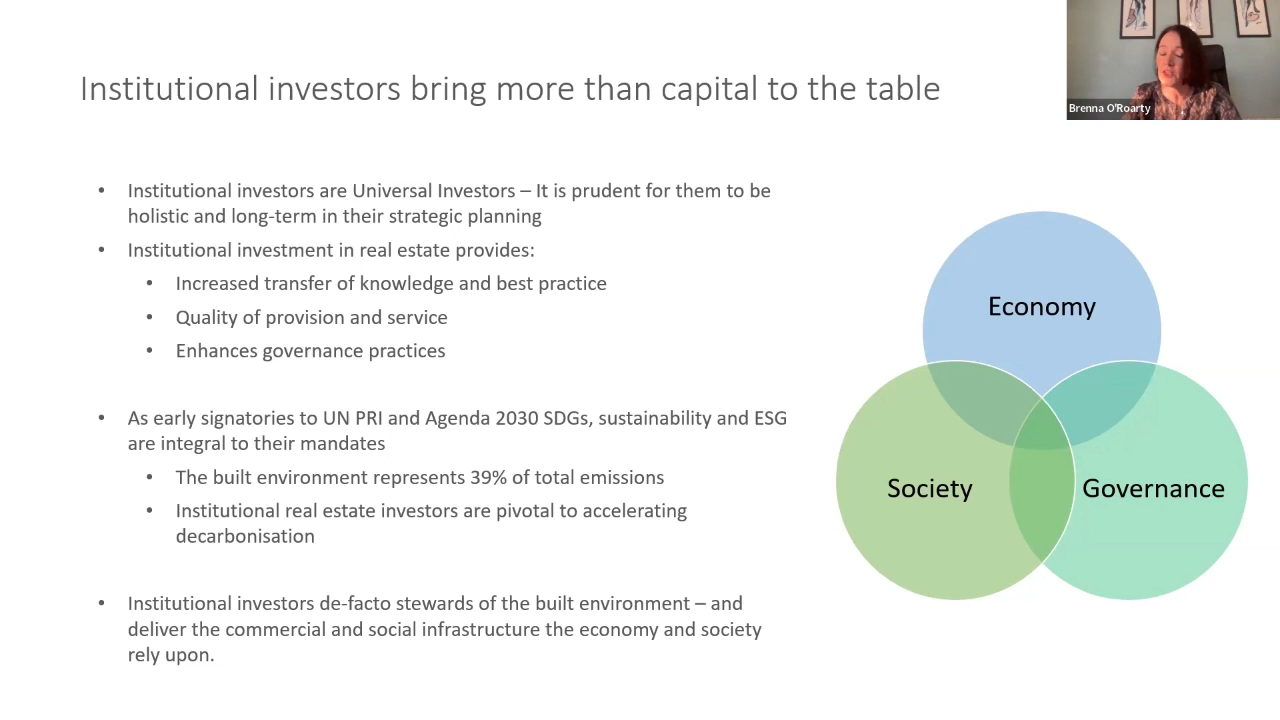 Institutional investors bring more than capital to the table
Brenna O'Roarty
• Institutional investors are Universal Investors – It is prudent for them to be
holistic and long-term in their strategic planning
• Institutional investment in real estate provides:
• Increased transfer of knowledge and best practice
• Quality of provision and service
• Enhances governance practices
• As early signatories to UN PRI and Agenda 2030 SDGs, sustainability and ESG
are integral to their mandates
• The built environment represents 39% of total emissions
• Institutional real estate investors are pivotal to accelerating
decarbonisation
• Institutional investors de-facto stewards of the built environment – and
deliver the commercial and social infrastructure the economy and society
rely upon.
Economy
Society
Governance